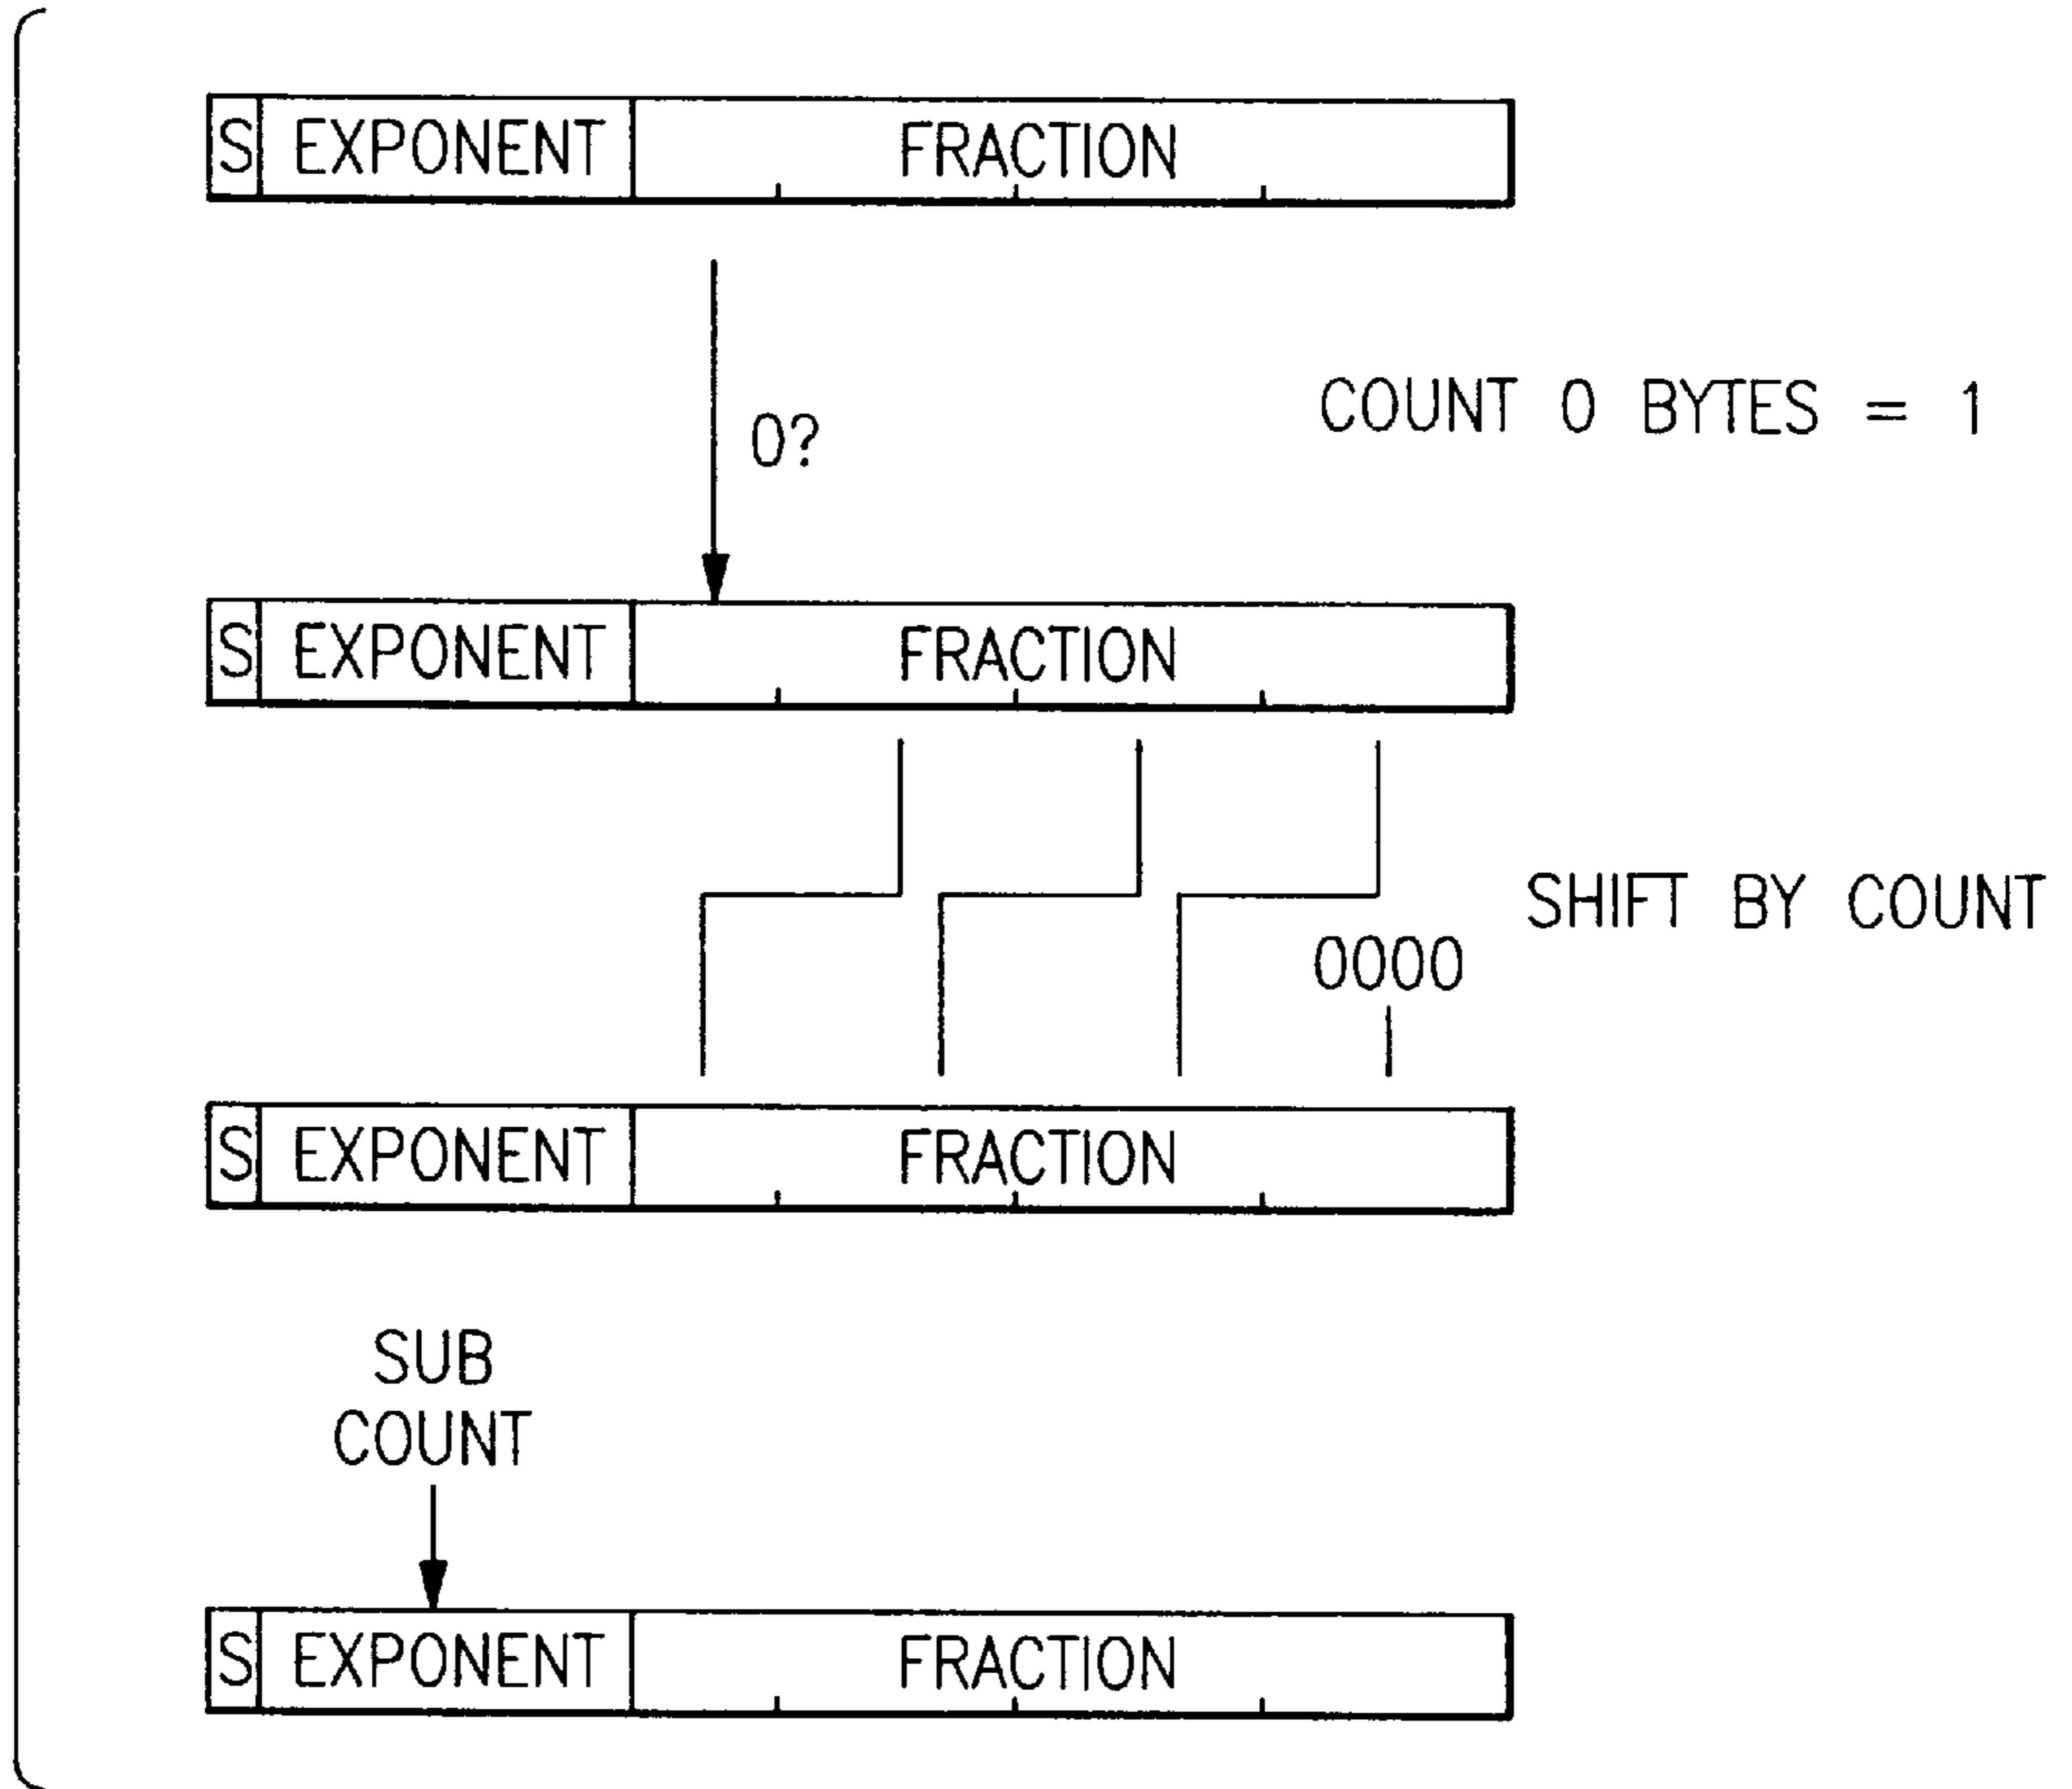 S EXPONENT FRACTION
0?
COUNT 0 BYTES = 1
S EXPONENT FRACTION
SHIFT BY COUNT
0000
S EXPONENT FRACTION
SUB
COUNT
S EXPONENT FRACTION